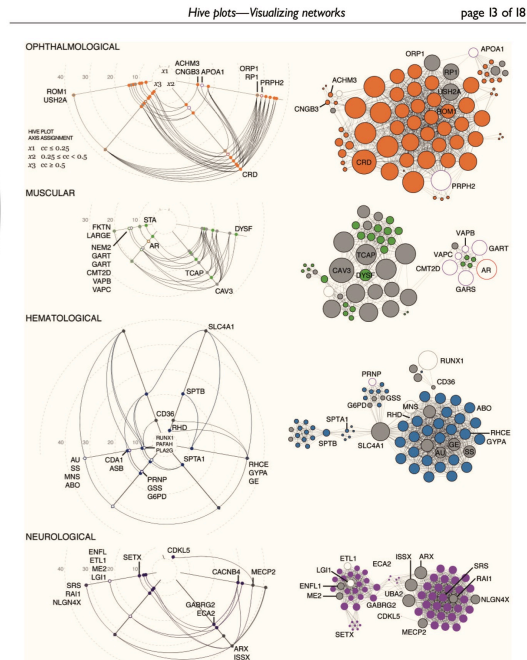 Hive plots—Visualizing networks
page 13 of 18
OPHTHALMOLOGICAL
40
30
20
10
x1
x3
x2
ACHM3
CNGB3
APOA1
ORP1
RP1
PRPH2
ROM1
USH2A
HIVE PLOT
AXIS ASSIGNMENT
x1 cc ≤ 0.25
x2 0.25 ≤ cc < 0.5
x3 cc ≥ 0.5
CRD
ORP1
APOA1
RP1
ACHM3
USH2A
CNGB3
ROM1
CRD
PRPH2
MUSCULAR
40
30
20
10
STA
FKTN
LARGE
DYSF
AR
NEM2
GART
GART
CMT2D
VAPB
VAPC
TCAP
CAV3
TCAP
CAV3
DYSF
VAPB
GART
VAPC
CMT2D
AR
GARS
HEMATOLOGICAL
SLC4A1
SPTB
CD36
RHD
40
30
20
10
RUNX1
PAFAH
PLA2G
AU
SS
MNS
ABO
CDA1
ASB
SPTA1
PRNP
GSS
G6PD
RHCE
GYPA
GE
RUNX1
PRNP
CD36
GSS
G6PD
MNS
ABO
RHD
SPTA1
RHCE
GYPA
SPTB
SLC4A1
GE
AU
SS
NEUROLOGICAL
ENFL
ETL1
ME2
LGI1
SETX
CDKL5
40
30
10
CACNB4
MECP2
SRS
RAI1
NLGN4X
GABRG2
ECA2
ARX
ISSX
ETL1
LGI1
ECA2
ISSX
ARX
SRS
RAI1
ENFL1
ME2
UBA2
GABRG2
NLGN4X
CDKL5
SETX
MECP2